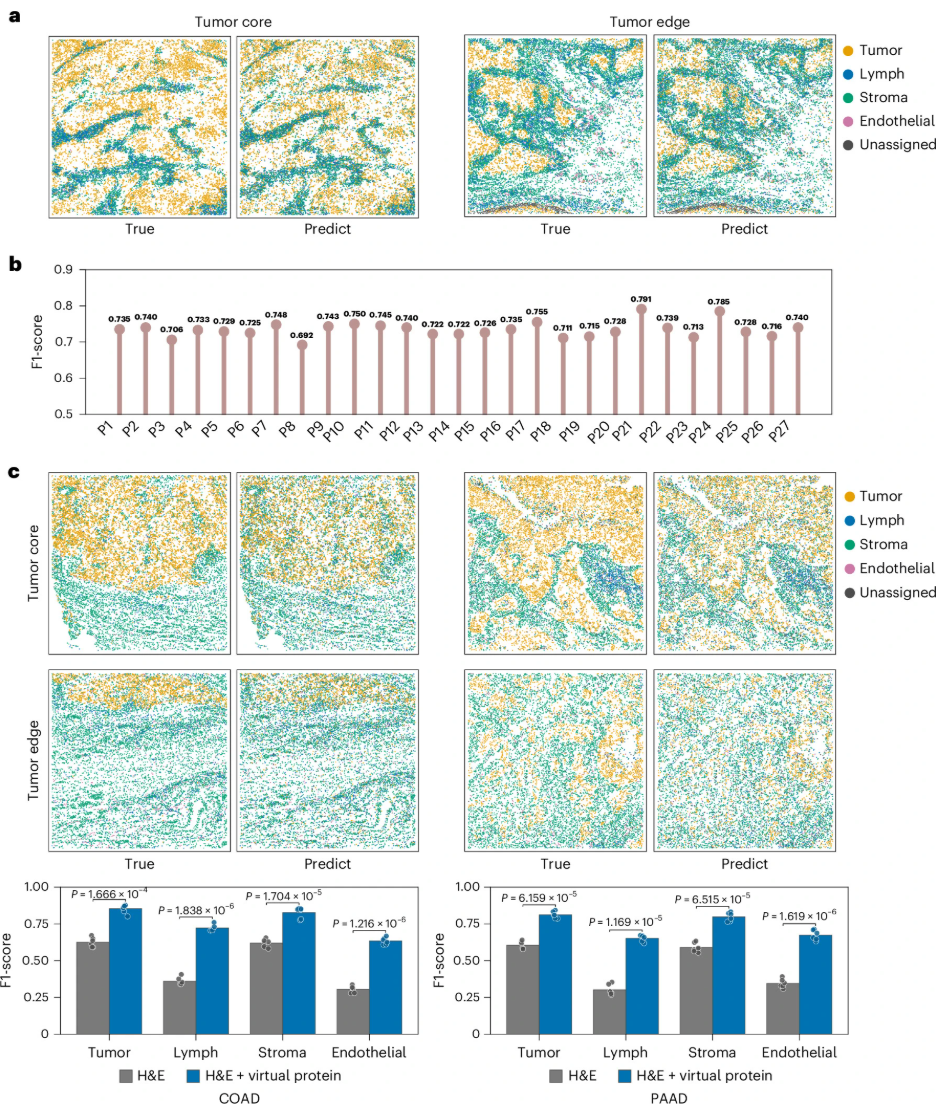 a
Tumor core
Tumor edge
Tumor
Lymph
Stroma
Endothelial
Unassigned
True
Predict
True
Predict
b
F1-score
0.9
0.8
0.7
0.6
0.5
0.735
0.740
0.706
0.733
0.729
0.725
0.748
0.692
0.743
0.750
0.745
0.740
0.722
0.722
0.726
0.735
0.755
0.711
0.715
0.728
0.791
0.739
0.713
0.785
0.728
0.716
0.740
P1
P2
P3
P4
P5
P6
P7
P8
P9
P10
P11
P12
P13
P14
P15
P16
P17
P18
P19
P20
P21
P22
P23
P24
P25
P26
P27
c
Tumor core
Tumor
Lymph
Stroma
Endothelial
Unassigned
Tumor edge
True
Predict
True
Predict
F1-score
1.00
0.75
0.50
0.25
0
P = 1.666 × 10⁻⁴
P = 1.838 × 10⁻⁶
P = 1.704 × 10⁻⁵
P = 1.216 × 10⁻⁶
Tumor
Lymph
Stroma
Endothelial
H&E
H&E + virtual protein
COAD
F1-score
1.00
0.75
0.50
0.25
0
P = 6.159 × 10⁻⁵
P = 1.169 × 10⁻⁵
P = 6.515 × 10⁻⁵
P = 1.619 × 10⁻⁶
Tumor
Lymph
Stroma
Endothelial
H&E
H&E + virtual protein
PAAD